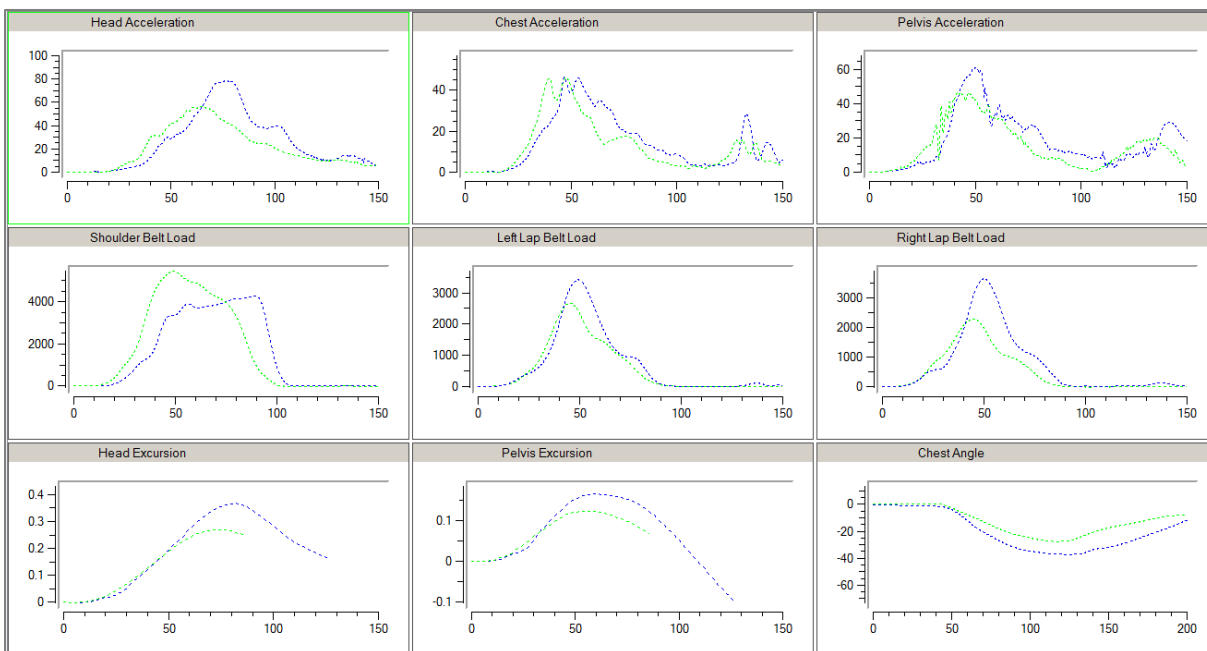 Head Acceleration
100
80
60
40
20
0
0 50 100 150
Chest Acceleration
40
20
0
0 50 100 150
Pelvis Acceleration
60
40
20
0
0 50 100 150
Shoulder Belt Load
4000
2000
0
0 50 100 150
Left Lap Belt Load
3000
2000
1000
0
0 50 100 150
Right Lap Belt Load
3000
2000
1000
0
0 50 100 150
Head Excursion
0.4
0.3
0.2
0.1
0
0 50 100 150
Pelvis Excursion
0.1
0
-0.1
0 50 100 150
Chest Angle
0
-20
-40
-60
0 50 100 150 200